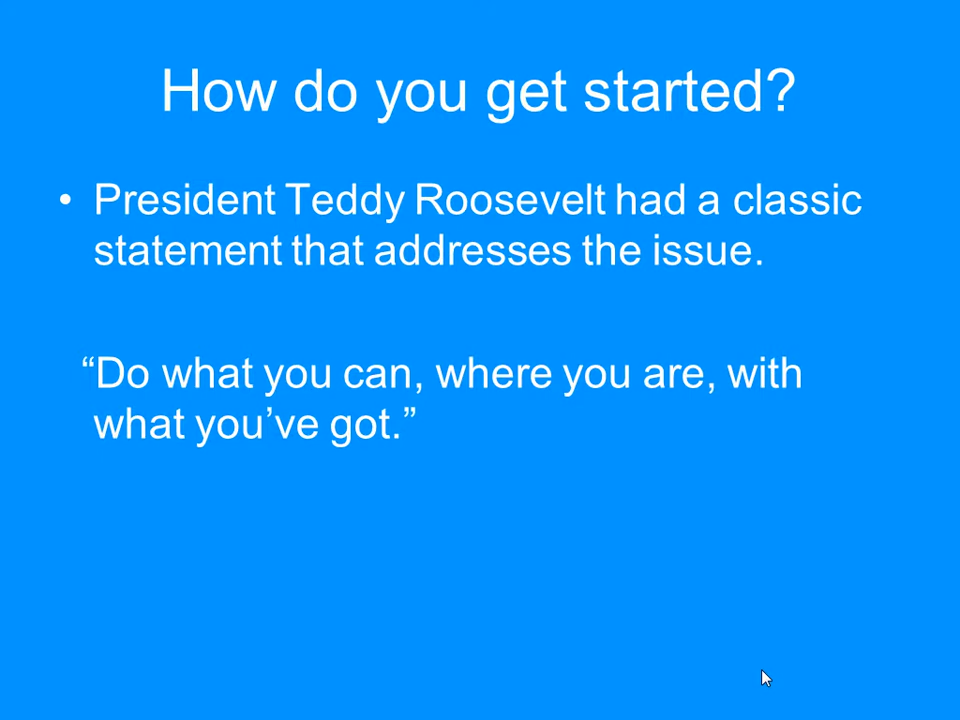 How do you get started?
• President Teddy Roosevelt had a classic
statement that addresses the issue.
“Do what you can, where you are, with
what you’ve got.”